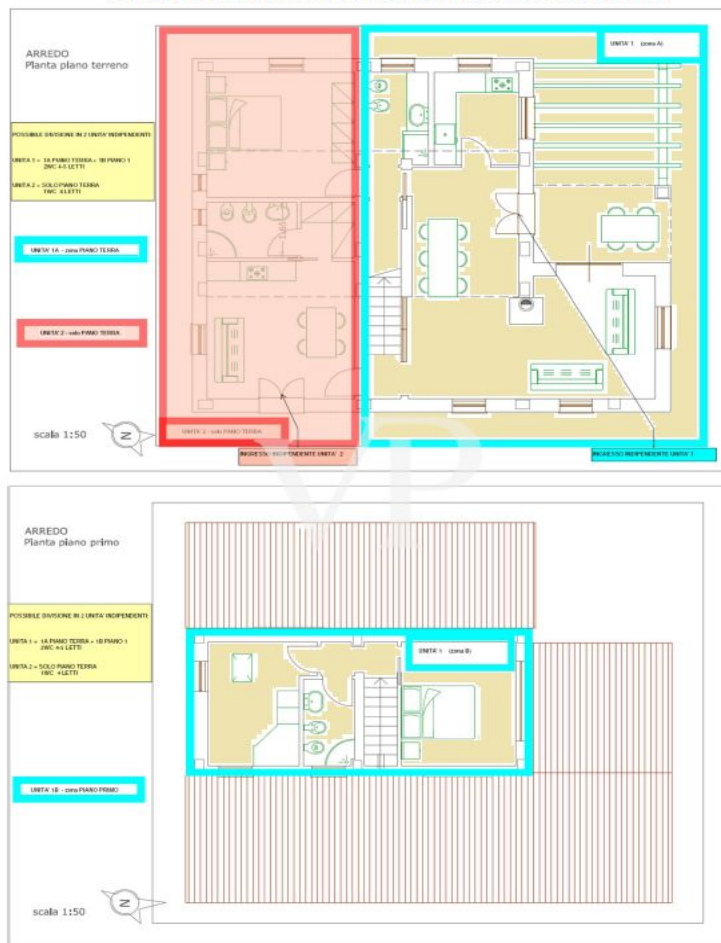 ARREDO
Planta piano terreno
UNITA' 1 (zona A)
POSSIBILE DIVISIONE IN 2 UNITA' INDIPENDENTI:
UNITA 1 = 1A PIANO TERRA + 1B PIANO 1
2WC 4-5 LETTI
UNITA 2 = SOLO PIANO TERRA
1WC 4 LETTI
UNITA' 1A - zona PIANO TERRA
UNITA' 2 - solo PIANO TERRA
scala 1:50
N
UNITA' 2 - solo PIANO TERRA
INGRESSO INDIPENDENTE UNITA' 2
INGRESSO INDIPENDENTE UNITA' 1
VP
ARREDO
Planta piano primo
POSSIBILE DIVISIONE IN 2 UNITA' INDIPENDENTI:
UNITA' 1 = 1A PIANO TERRA + 1B PIANO 1
2WC 4-5 LETTI
UNITA' 2 = SOLO PIANO TERRA
1WC 4 LETTI
UNITA' 1 (zona B)
UNITA' 1B - zona PIANO PRIMO
scala 1:50
N